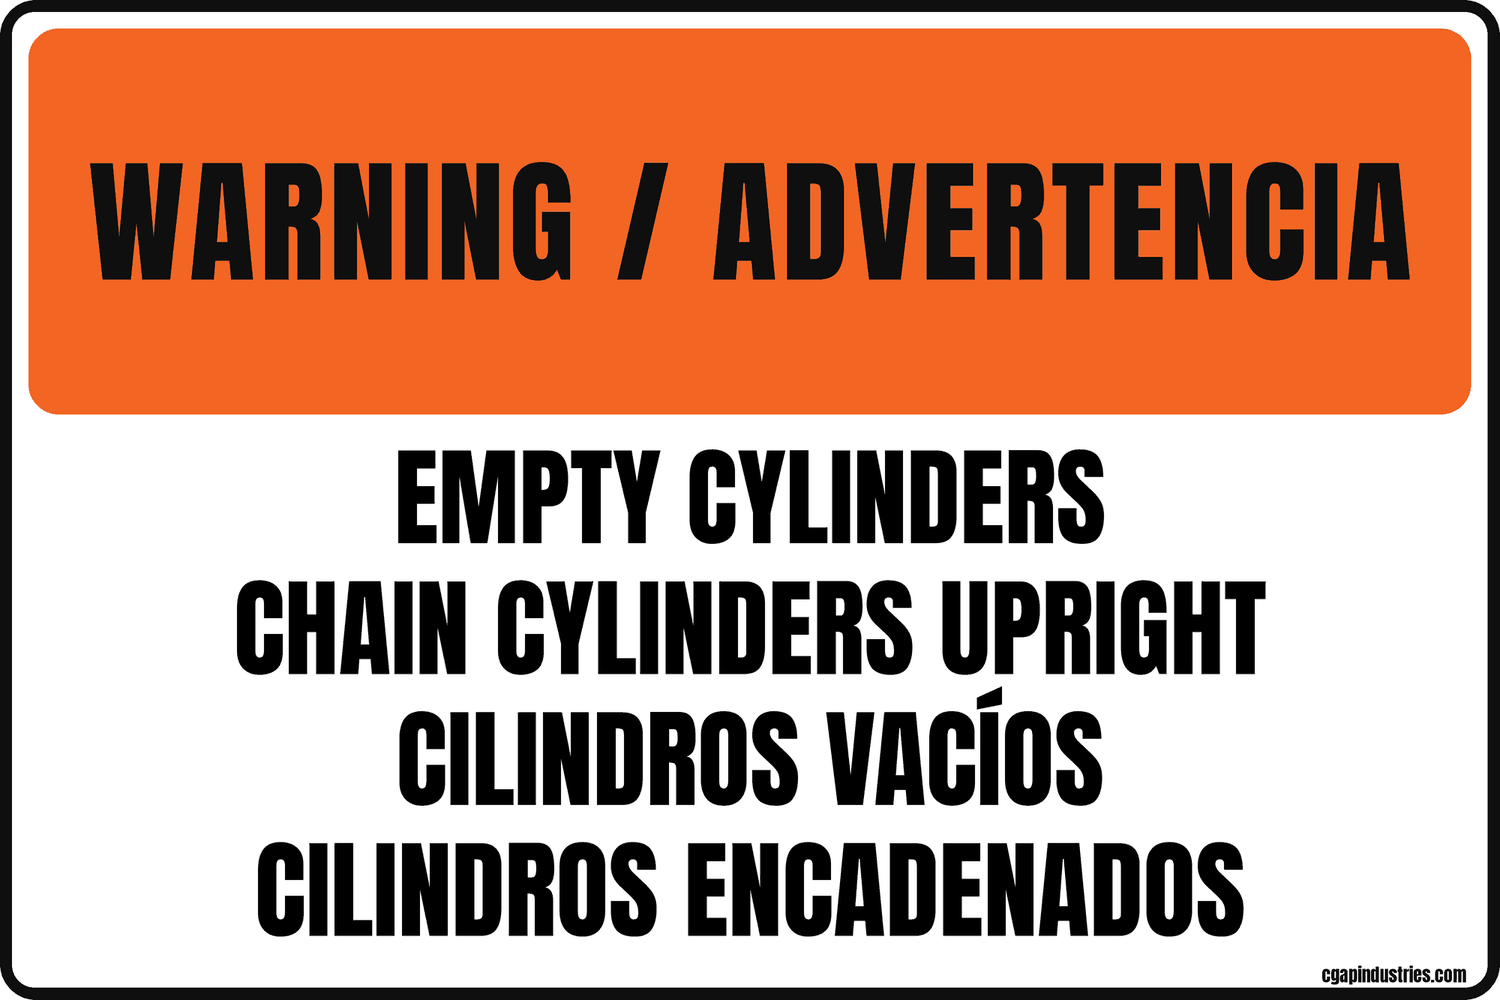 WARNING / ADVERTENCIA
EMPTY CYLINDERS
CHAIN CYLINDERS UPRIGHT
CILINDROS VACÍOS
CILINDROS ENCADENADOS
cgapindustries.com